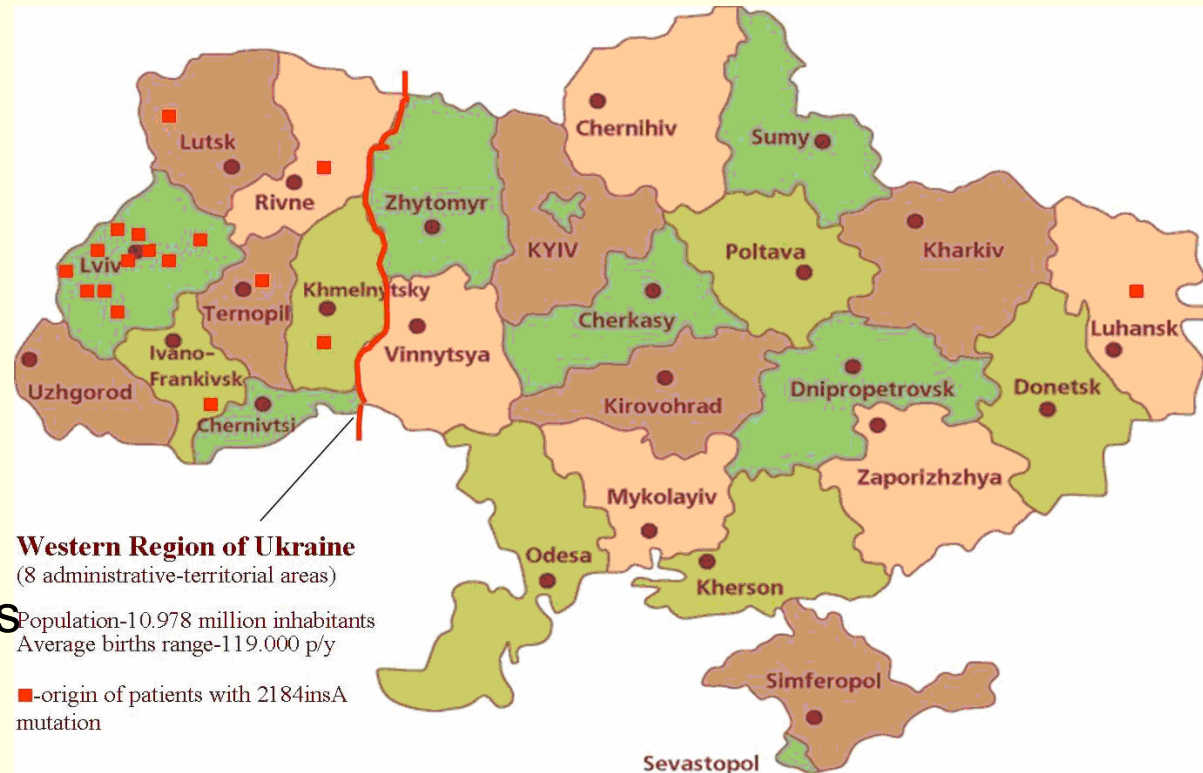 Chernihiv
Sumy
Lutsk
Rivne
Zhytomyr
KYIV
Poltava
Kharkiv
Lviv
Ternopil
Khmelnytsky
Cherkasy
Luhansk
Ivano-
Frankivsk
Vinnytsya
Uzhgorod
Chernivtsi
Kirovohrad
Dnipropetrovsk
Donetsk
Zaporizhzhya
Mykolayiv
Odesa
Kherson
Simferopol
Sevastopol
Western Region of Ukraine
(8 administrative-territorial areas)
s
Population-10.978 million inhabitants
Average births range-119.000 p/y
-origin of patients with 2184insA
mutation